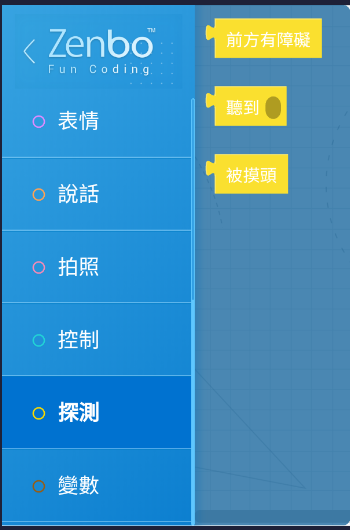 Zenbo™
Fun Coding
表情
說話
拍照
控制
探測
變數
前方有障礙
聽到
被摸頭